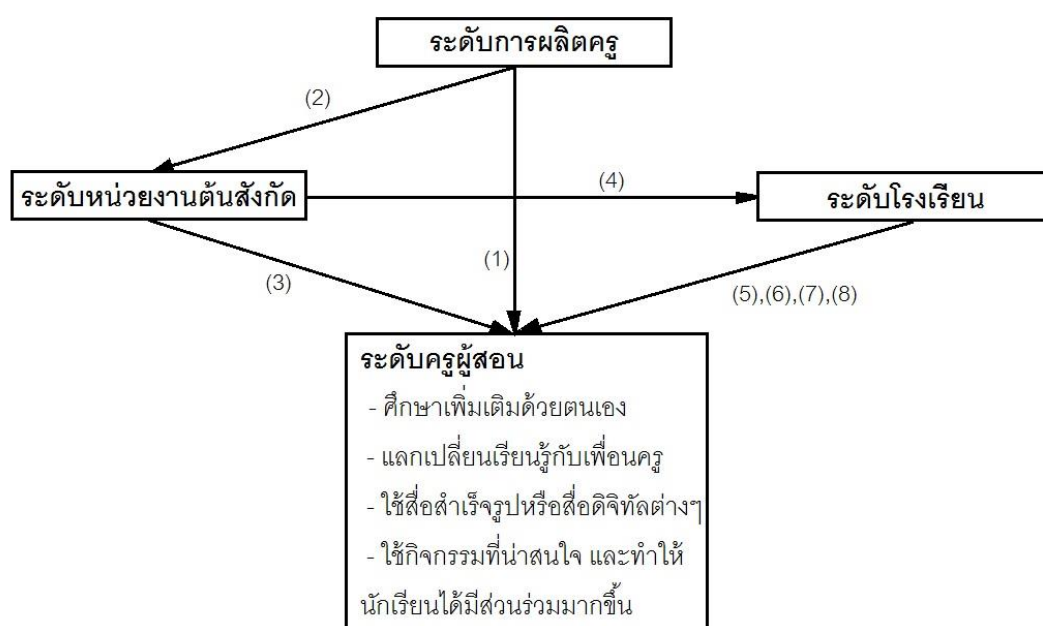 ระดับการผลิตครู
(2)
ระดับหน่วยงานต้นสังกัด
(4)
ระดับโรงเรียน
(3)
(1)
(5),(6),(7),(8)
ระดับครูผู้สอน
- ศึกษาเพิ่มเติมด้วยตนเอง
- แลกเปลี่ยนเรียนรู้กับเพื่อนครู
- ใช้สื่อสำเร็จรูปหรือสื่อดิจิทัลต่างๆ
- ใช้กิจกรรมที่น่าสนใจ และทำให้
นักเรียนได้มีส่วนร่วมมากขึ้น